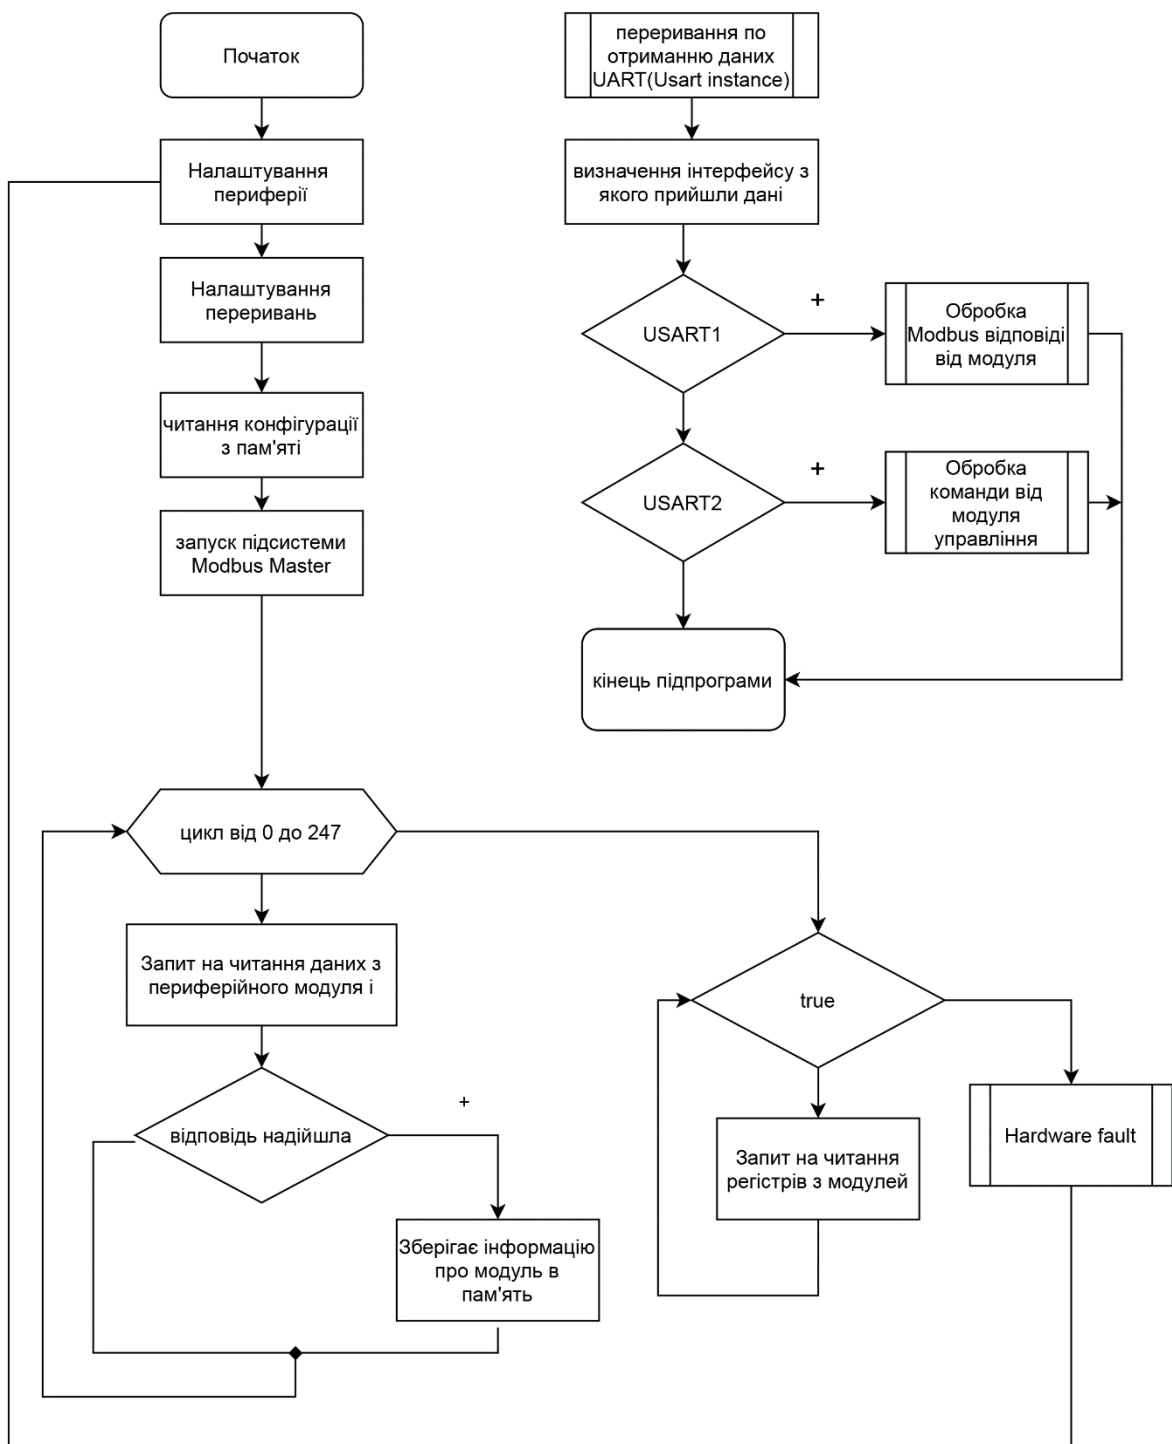 Початок
Налаштування
периферії
Налаштування
переривань
читання конфігурації
з пам'яті
запуск підсистеми
Modbus Master
цикл від 0 до 247
Запит на читання даних з
периферійного модуля і
відповідь надійшла
+
Зберігає інформацію
про модуль в
пам'ять
переривання по
отриманню даних
UART(Usart instance)
визначення інтерфейсу з
якого прийшли дані
USART1
+
Обробка
Modbus відповіді
від модуля
USART2
+
Обробка
команди від
модуля
управління
кінець підпрограми
true
Запит на читання
регістрів з модулей
Hardware fault